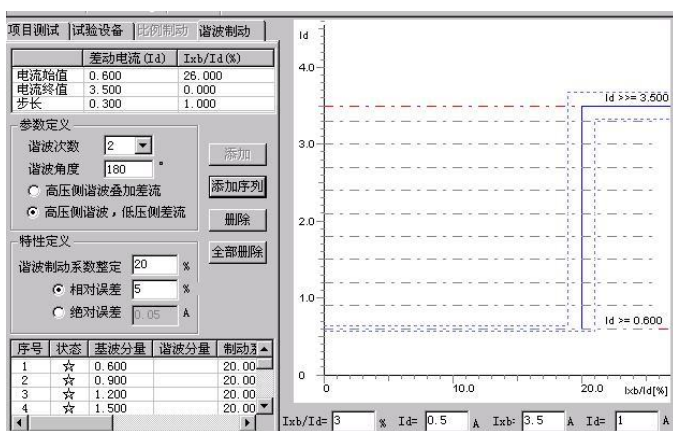 项目测试 试验设备 比例制动 谐波制动
差动电流(Id) Ixb/Id(%)
电流始值 0.600 26.000
电流终值 3.500 0.000
步长 0.300 1.000
参数定义
谐波次数 2
谐波角度 180 °
高压侧谐波叠加差流
高压侧谐波，低压侧差流
添加
添加序列
删除
全部删除
特性定义
谐波制动系数整定 20 %
相对误差 5 %
绝对误差 0.05 A
序号 状态 基波分量 谐波分量 制动系
1 ☆ 0.600 20.00
2 ☆ 0.900 20.00
3 ☆ 1.200 20.00
4 ☆ 1.500 20.00
Id
4.0
3.0
2.0
1.0
0
Id >>= 3.500
Id >= 0.600
0 10.0 20.0 Ixb/Id[%]
Ixb/Id= 3 % Id= 0.5 A Ixb: 3.5 A Id= 1 A